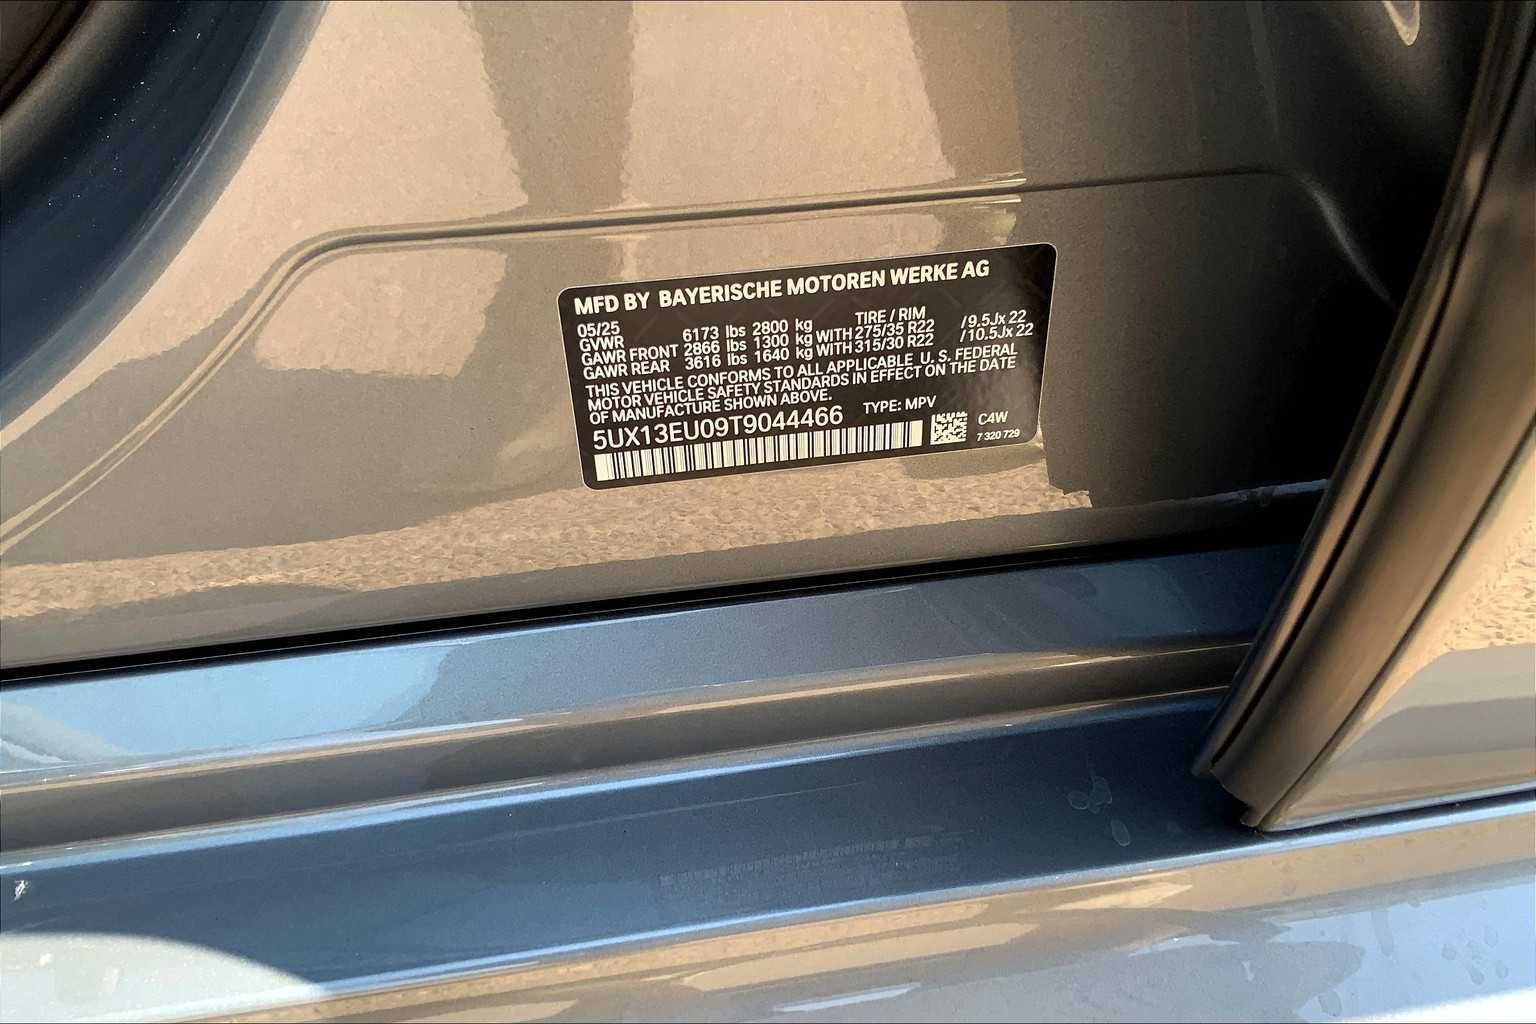 MFD BY BAYERISCHE MOTOREN WERKE AG
05/25 TIRE / RIM
GVWR 6173 lbs 2800 kg
GAWR FRONT 2866 lbs 1300 kg WITH 275/35 R22 /9.5Jx 22
GAWR REAR 3616 lbs 1640 kg WITH 315/30 R22 /10.5Jx 22
THIS VEHICLE CONFORMS TO ALL APPLICABLE U. S. FEDERAL
MOTOR VEHICLE SAFETY STANDARDS IN EFFECT ON THE DATE
OF MANUFACTURE SHOWN ABOVE.
5UX13EU09T9044466 TYPE: MPV
C4W
7 320 729